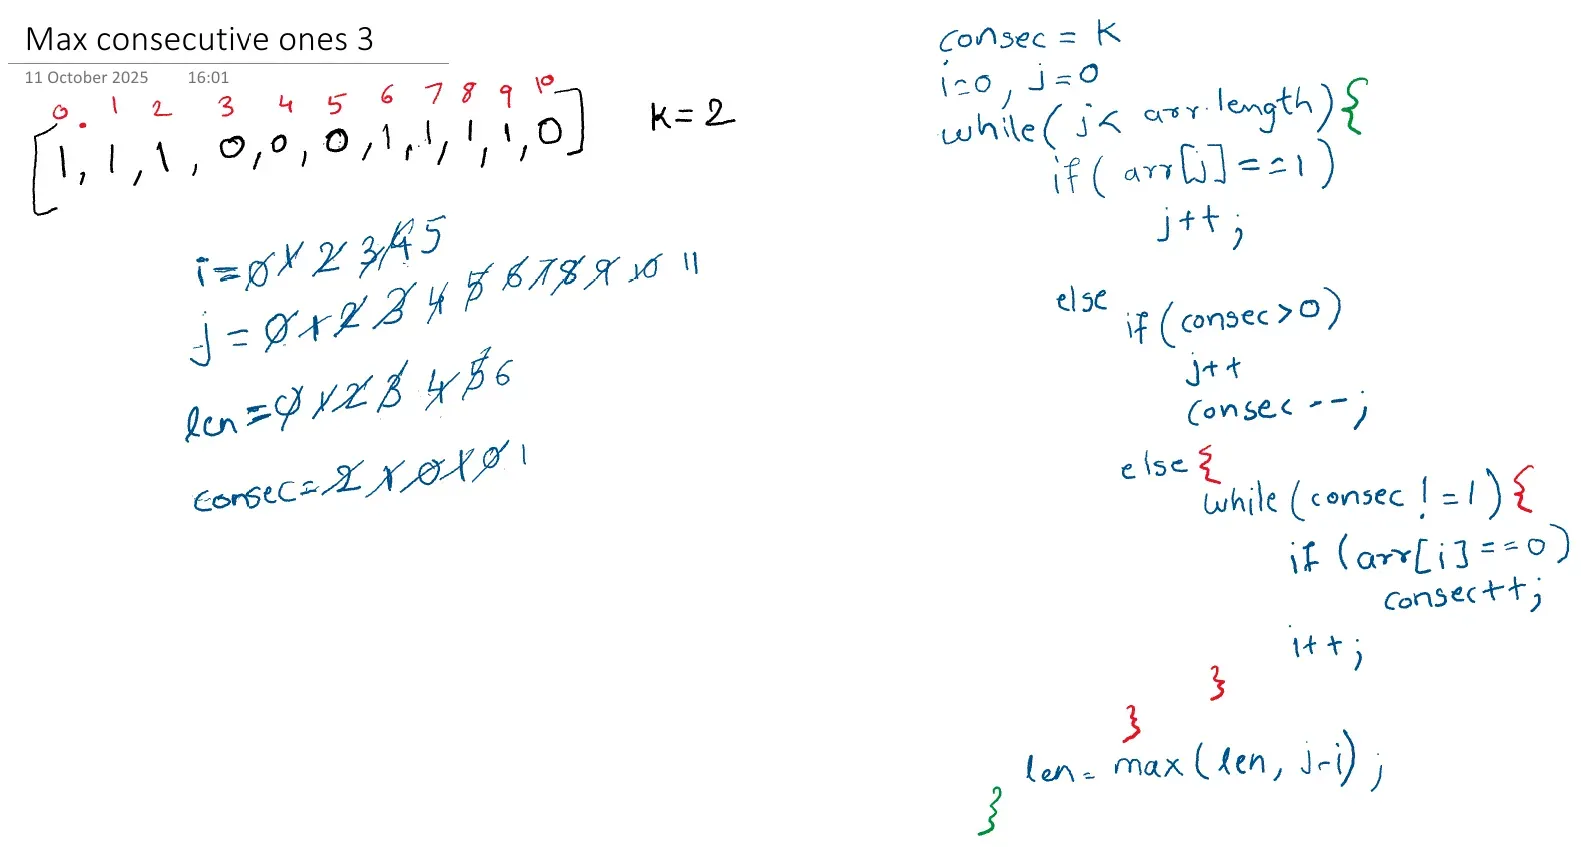 Max consecutive ones 3
11 October 2025 16:01
0 1 2 3 4 5 6 7 8 9 10
[1, 1, 1, 0, 0, 0, 1, 1, 1, 1, 0]
k = 2
i = 0 1 2 3 4 5
j = 0 1 2 3 4 5 6 7 8 9 10 11
len = 0 1 2 3 4 5 6
consec = 2 1 0 1 0 1
consec = K
i=0, j=0
while( j< arr.length){
if( arr[j] ==1)
j++;
else
if(consec>0)
j++
consec--;
else{
while(consec != 1){
if(arr[i]==0)
consec++;
i++;
}
}
len= max(len, j-i);
}